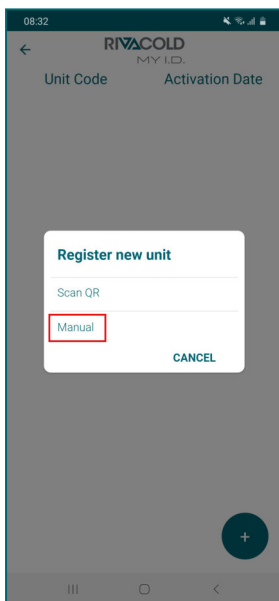 08:32
RIVACOLD
MY I.D.
Unit Code Activation Date
Register new unit
Scan QR
Manual
CANCEL
+